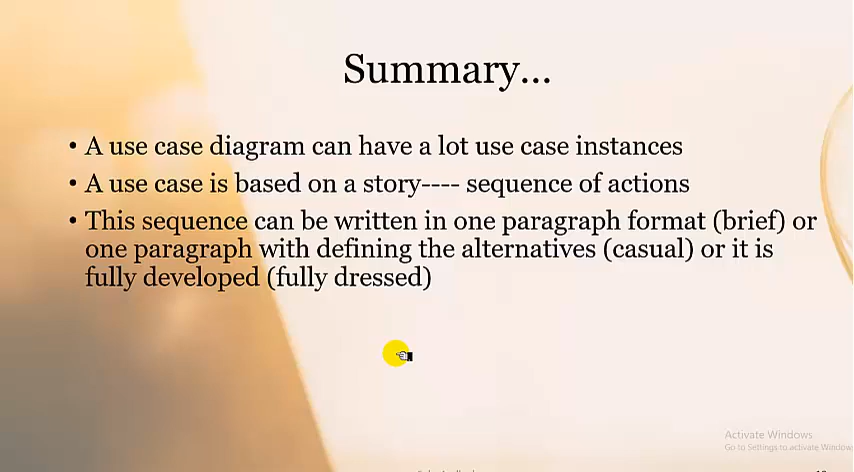 Summary...
• A use case diagram can have a lot use case instances
• A use case is based on a story---- sequence of actions
• This sequence can be written in one paragraph format (brief) or
one paragraph with defining the alternatives (casual) or it is
fully developed (fully dressed)
Activate Windows
Go to Settings to activate Window